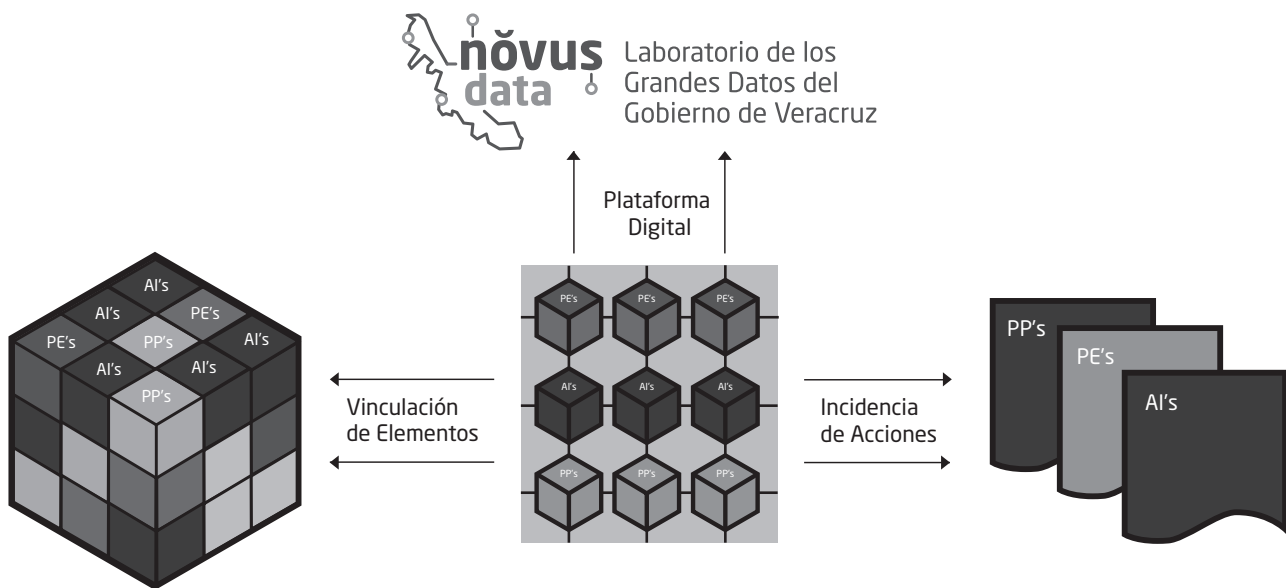 nŏvus
data
Laboratorio de los
Grandes Datos del
Gobierno de Veracruz
Plataforma
Digital
AI's
AI's
PE's
PE's
PP's
AI's
AI's
AI's
PP's
Vinculación
de Elementos
PE's
PE's
PE's
AI's
AI's
AI's
PP's
PP's
PP's
Incidencia
de Acciones
PP's
PE's
AI's